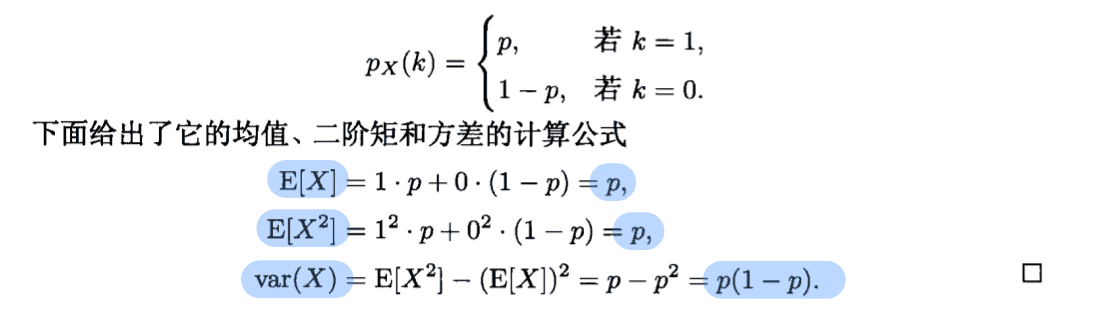 p_X(k) = { p, 若 k = 1,
1 − p, 若 k = 0.
下面给出了它的均值、二阶矩和方差的计算公式
E[X] = 1 · p + 0 · (1 − p) = p,
E[X²] = 1² · p + 0² · (1 − p) = p,
var(X) = E[X²] − (E[X])² = p − p² = p(1 − p). □